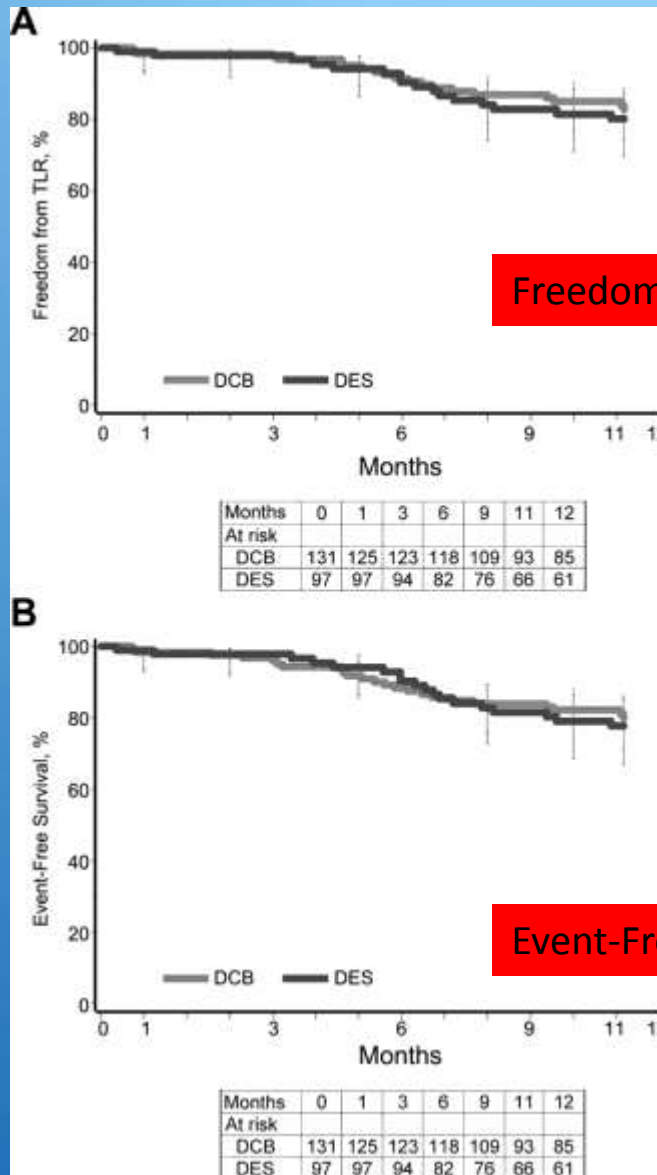 A
Freedom from TLR, %
100
80
60
40
20
0
Freedom
DCB DES
0 1 3 6 9 11 1
Months
Months 0 1 3 6 9 11 12
At risk
DCB 131 125 123 118 109 93 85
DES 97 97 94 82 76 66 61
B
Event-Free Survival, %
100
80
60
40
20
0
Event-Fre
DCB DES
0 1 3 6 9 11 1
Months
Months 0 1 3 6 9 11 12
At risk
DCB 131 125 123 118 109 93 85
DES 97 97 94 82 76 66 61